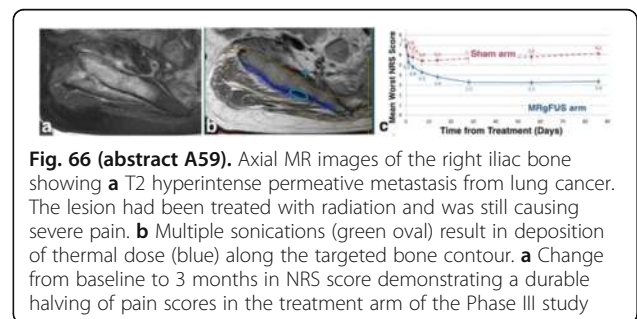 Sham arm
MRgFUS arm
Mean Worst NRS Score
Time from Treatment (Days)
a
b
c
Fig. 66 (abstract A59). Axial MR images of the right iliac bone
showing a T2 hyperintense permeative metastasis from lung cancer.
The lesion had been treated with radiation and was still causing
severe pain. b Multiple sonications (green oval) result in deposition
of thermal dose (blue) along the targeted bone contour. a Change
from baseline to 3 months in NRS score demonstrating a durable
halving of pain scores in the treatment arm of the Phase III study